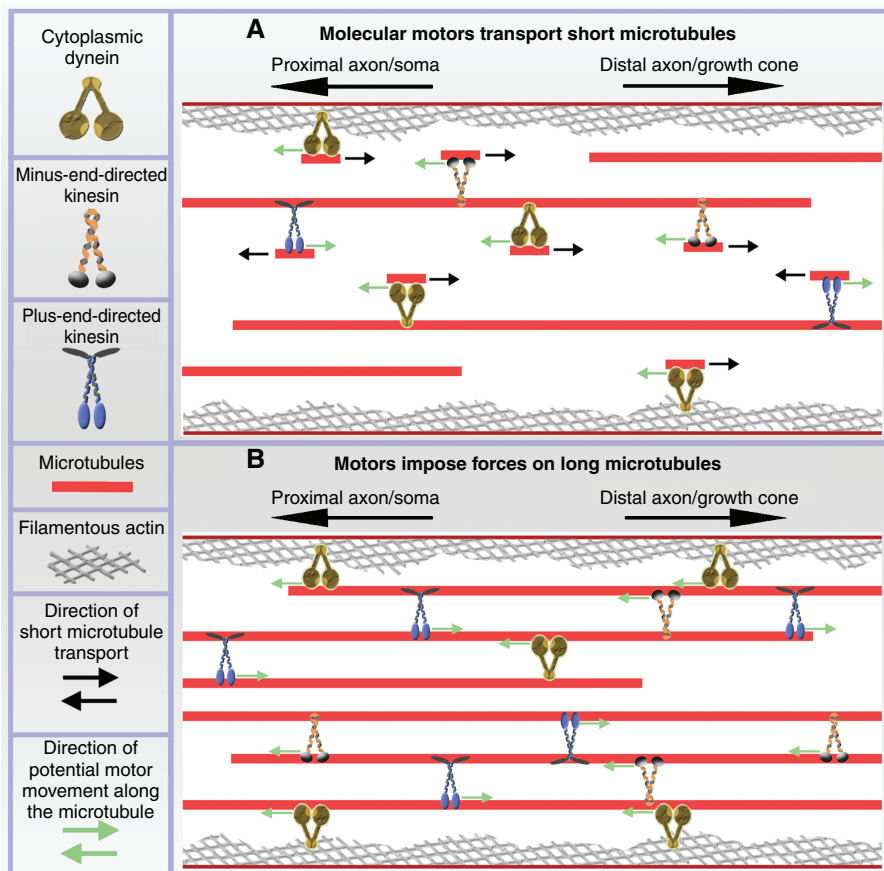 Cytoplasmic
dynein
Minus-end-directed
kinesin
Plus-end-directed
kinesin
Microtubules
Filamentous actin
Direction of
short microtubule
transport
Direction of
potential motor
movement along
the microtubule
A
Molecular motors transport short microtubules
Proximal axon/soma
Distal axon/growth cone
B
Motors impose forces on long microtubules
Proximal axon/soma
Distal axon/growth cone